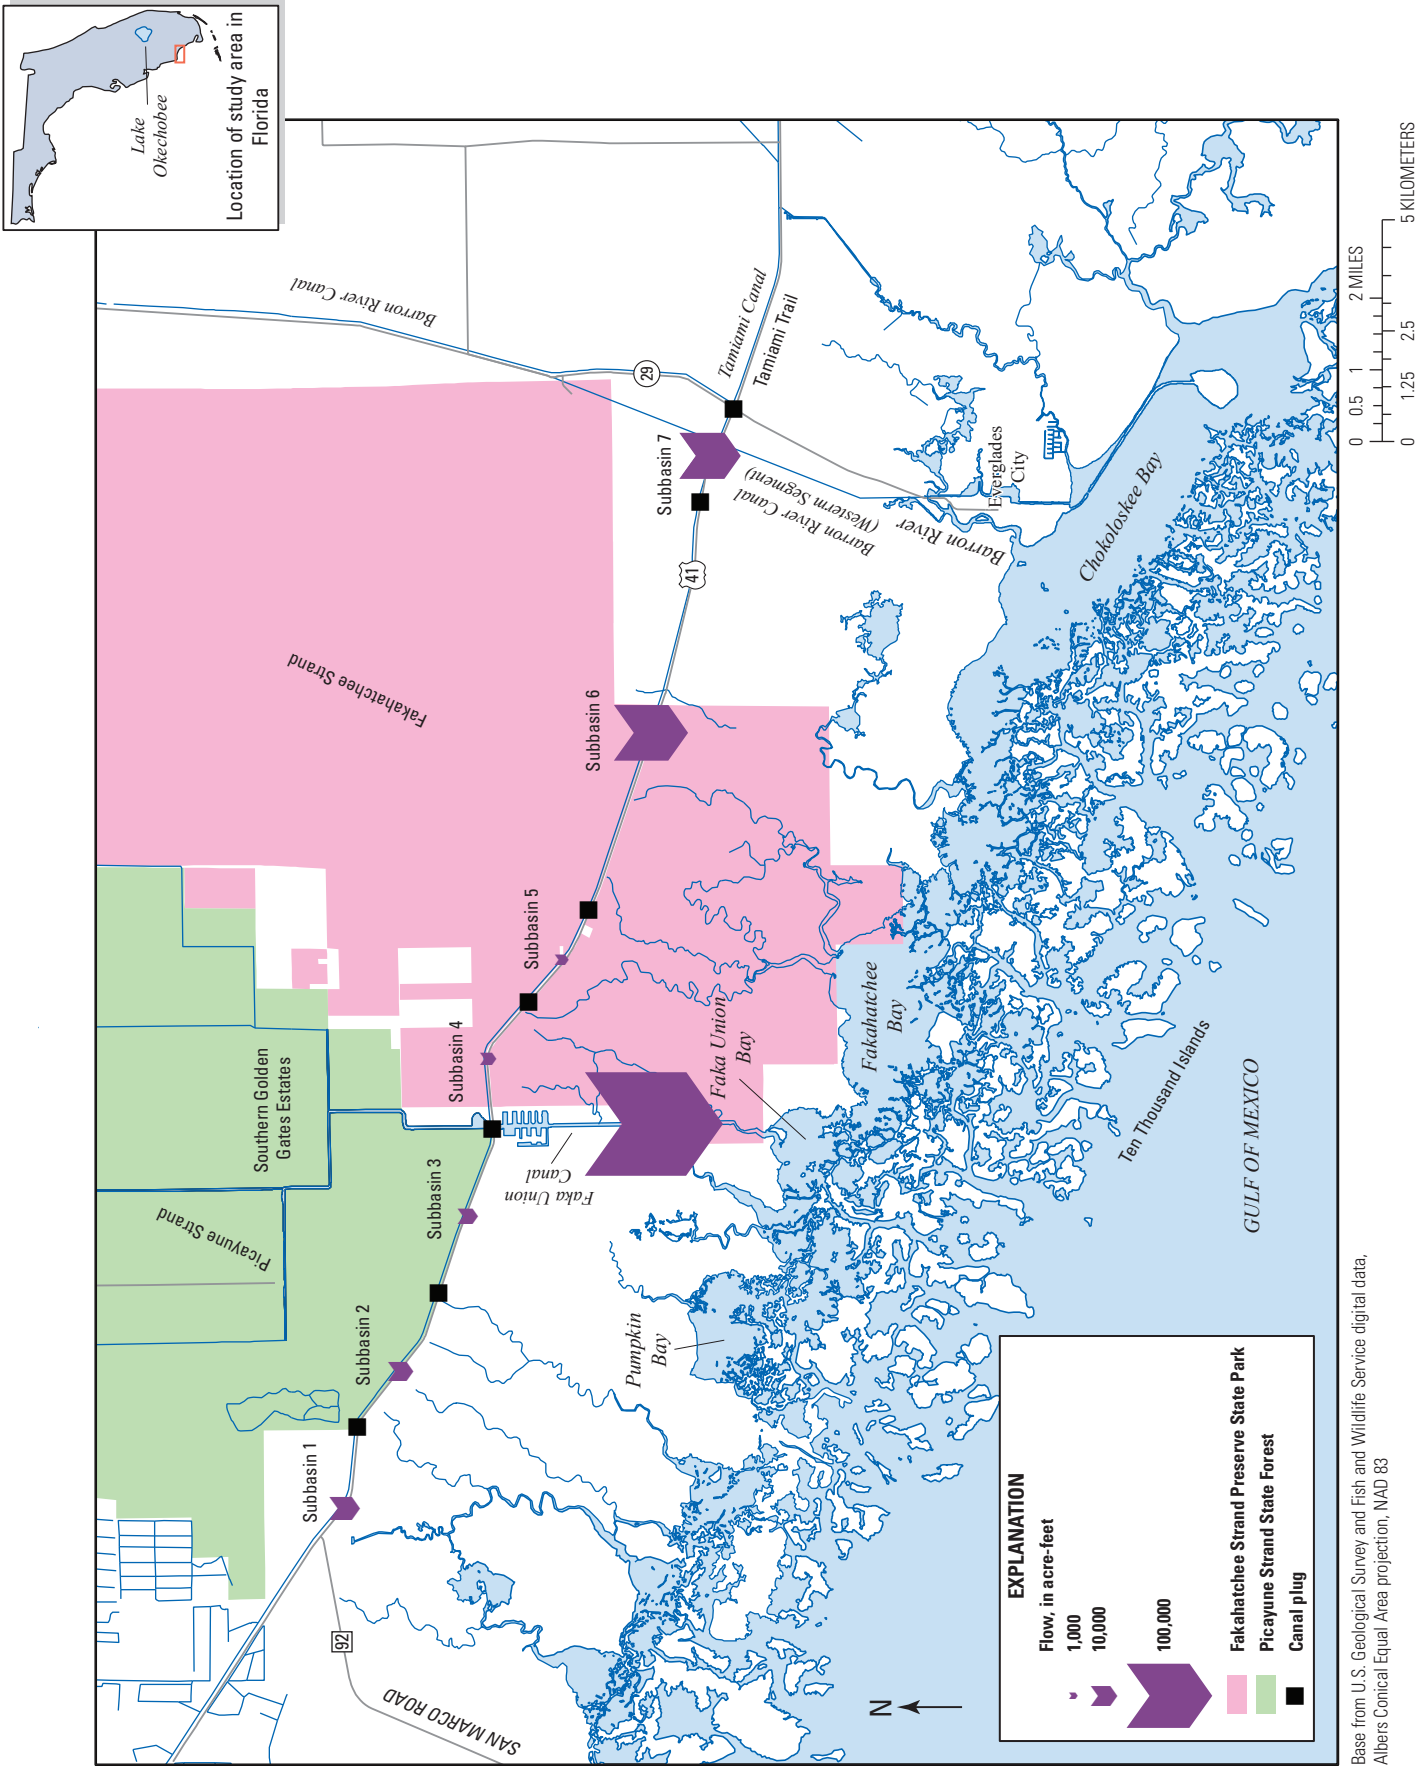 Lake
Okechobee
Location of study area in
Florida
Barron River Canal
Fakahatchee Strand
Southern Golden
Gates Estates
Picayune Strand
29
Tamiami Canal
Tamiami Trail
Subbasin 7
41
Barron River Canal
(Westerm Segment)
Barron River
Everglades
City
Chokoloskee Bay
Subbasin 6
Subbasin 5
Subbasin 4
Subbasin 3
Subbasin 2
Subbasin 1
Faka Union
Canal
Faka Union
Bay
Fakahatchee
Bay
Pumpkin
Bay
Ten Thousand Islands
GULF OF MEXICO
92
SAN MARCO ROAD
N
EXPLANATION
Flow, in acre-feet
1,000
10,000
100,000
Fakahatchee Strand Preserve State Park
Picayune Strand State Forest
Canal plug
0 0.5 1 2 MILES
0 1.25 2.5 5 KILOMETERS
Base from U.S. Geological Survey and Fish and Wildlife Service digital data,
Albers Conical Equal Area projection, NAD 83